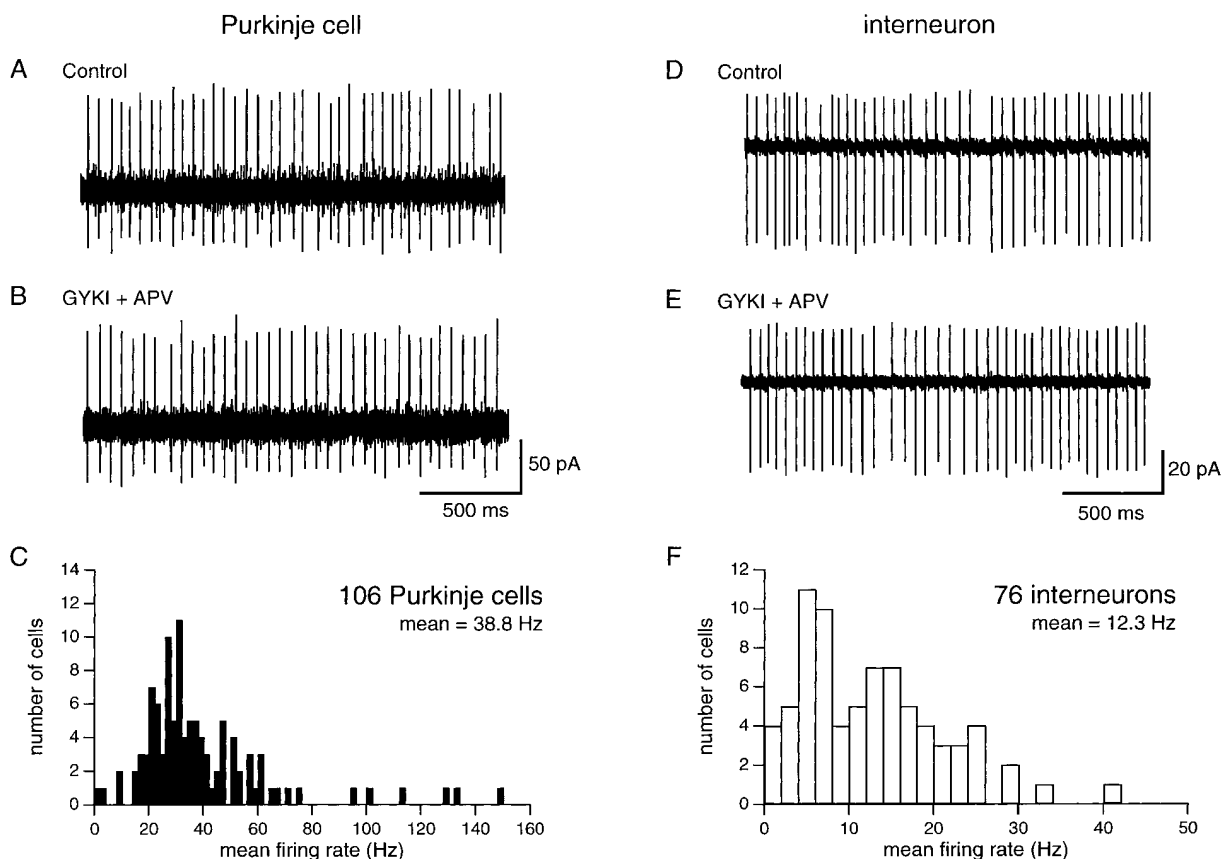 Purkinje cell
interneuron
A Control
D Control
B GYKI + APV
E GYKI + APV
50 pA
500 ms
20 pA
500 ms
C
106 Purkinje cells
mean = 38.8 Hz
number of cells
14
12
10
8
6
4
2
0
0 20 40 60 80 100 120 140 160
mean firing rate (Hz)
F
76 interneurons
mean = 12.3 Hz
number of cells
12
10
8
6
4
2
0
0 10 20 30 40 50
mean firing rate (Hz)